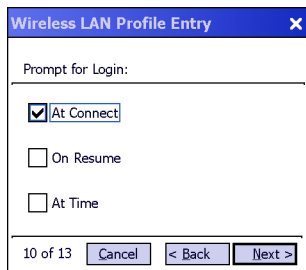 Wireless LAN Profile Entry
Prompt for Login:
At Connect
On Resume
At Time
10 of 13 Cancel < Back Next >